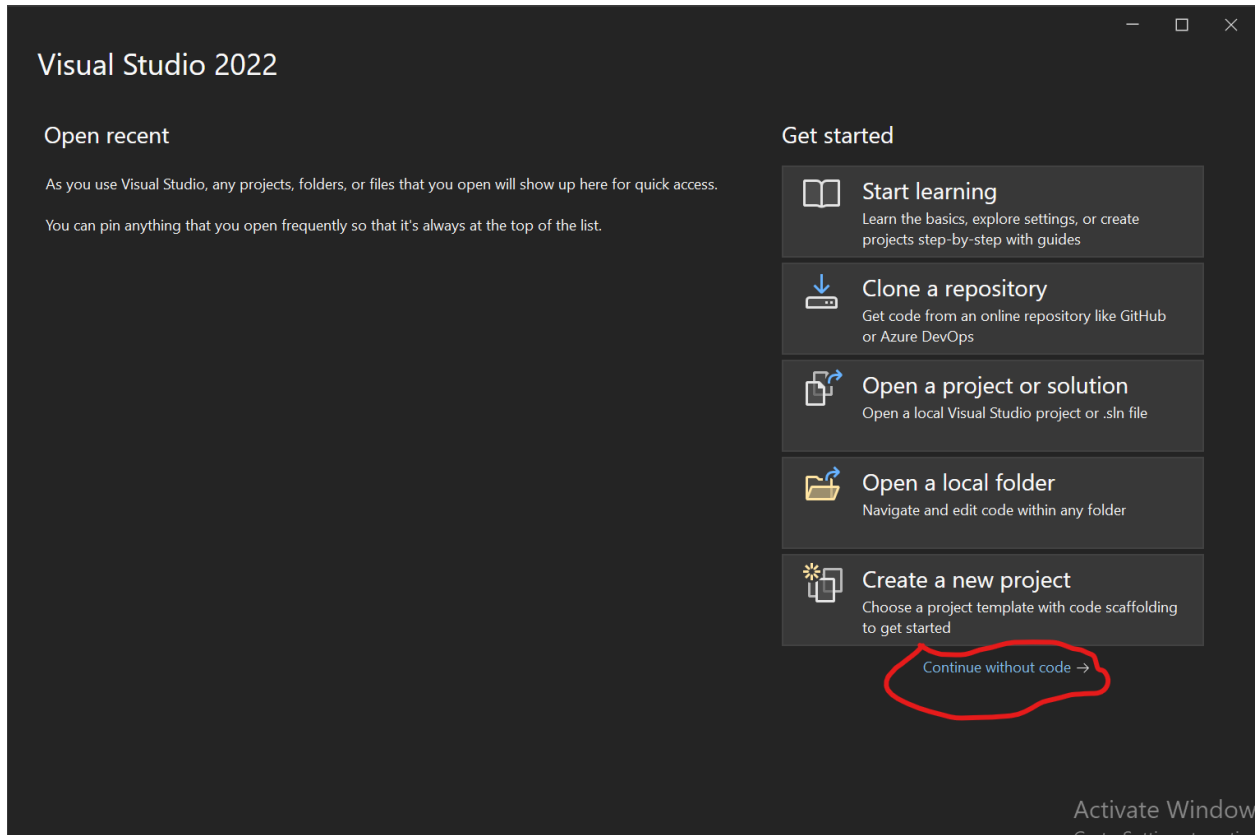 Visual Studio 2022
Open recent
As you use Visual Studio, any projects, folders, or files that you open will show up here for quick access.
You can pin anything that you open frequently so that it's always at the top of the list.
Get started
Start learning
Learn the basics, explore settings, or create
projects step-by-step with guides
Clone a repository
Get code from an online repository like GitHub
or Azure DevOps
Open a project or solution
Open a local Visual Studio project or .sln file
Open a local folder
Navigate and edit code within any folder
Create a new project
Choose a project template with code scaffolding
to get started
Continue without code →
Activate Window